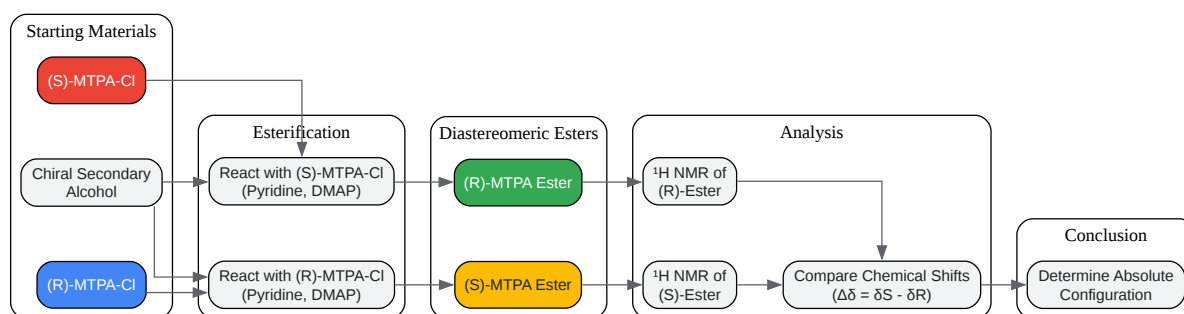 Starting Materials
(S)-MTPA-Cl
Chiral Secondary
Alcohol
(R)-MTPA-Cl
Esterification
React with (S)-MTPA-Cl
(Pyridine, DMAP)
React with (R)-MTPA-Cl
(Pyridine, DMAP)
Diastereomeric Esters
(R)-MTPA Ester
(S)-MTPA Ester
Analysis
¹H NMR of
(R)-Ester
¹H NMR of
(S)-Ester
Compare Chemical Shifts
(Δδ = δS - δR)
Conclusion
Determine Absolute
Configuration